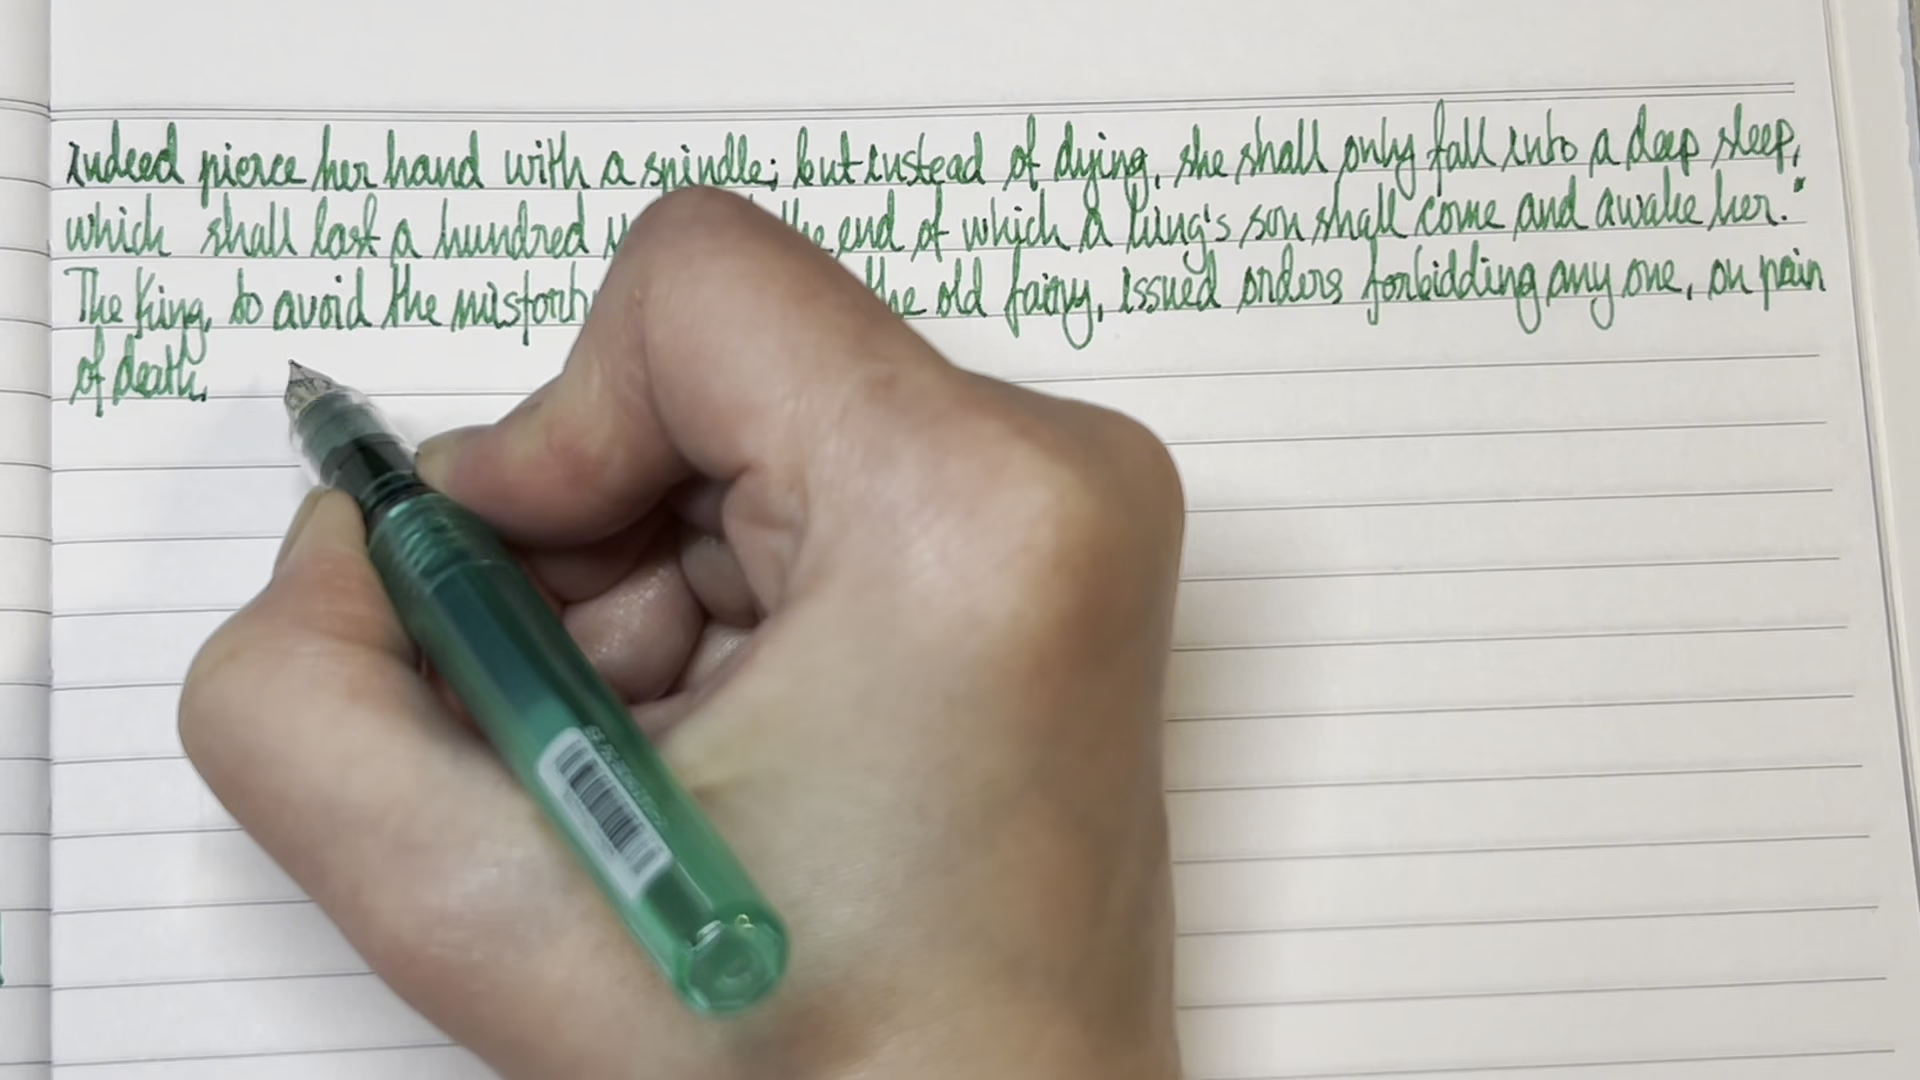 indeed pierce her hand with a spindle; but instead of dying, she shall only fall into a deep sleep,
which shall last a hundred end of which a king's son shall come and awake her."
The King, to avoid the old fairy, issued orders forbidding any one, on pain
of death,